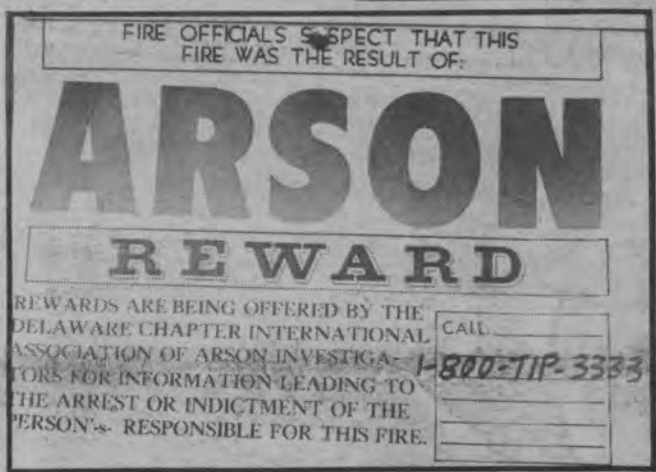 FIRE OFFICIALS SUSPECT THAT THIS
FIRE WAS THE RESULT OF:
ARSON
REWARD
REWARDS ARE BEING OFFERED BY THE
DELAWARE CHAPTER INTERNATIONAL
ASSOCIATION OF ARSON INVESTIGA-
TORS FOR INFORMATION LEADING TO
THE ARREST OR INDICTMENT OF THE
PERSON'-s- RESPONSIBLE FOR THIS FIRE.
CALL
1-800-TIP-3333